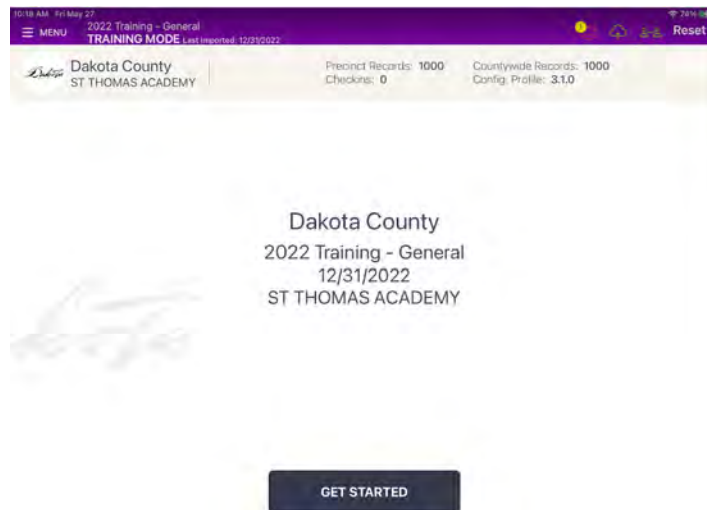 10:18 AM Fri May 27
78%
MENU
2022 Training - General
TRAINING MODE Last Imported: 12/31/2022
Reset
Dakota
Dakota County
ST THOMAS ACADEMY
Precinct Records: 1000
Checkins: 0
Countywide Records: 1000
Config. Profile: 3.1.0
Dakota County
2022 Training - General
12/31/2022
ST THOMAS ACADEMY
GET STARTED